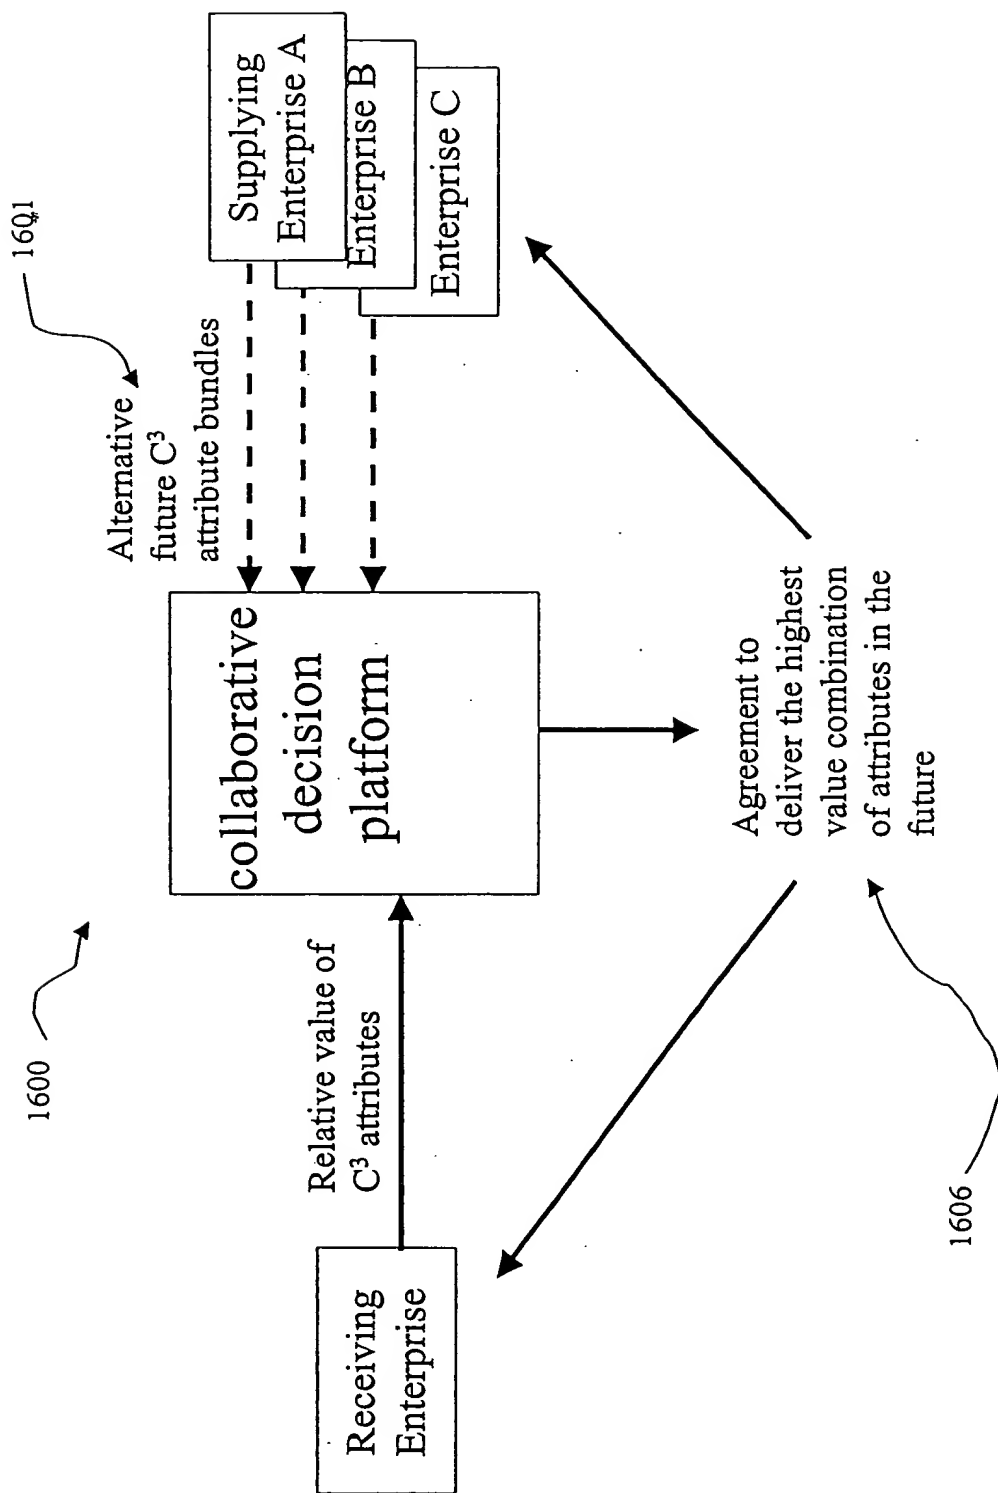 1600
1601
Alternative
future C³
attribute bundles
Supplying
Enterprise A
Enterprise B
Enterprise C
collaborative
decision
platform
Relative value of
C³ attributes
Receiving
Enterprise
Agreement to
deliver the highest
value combination
of attributes in the
future
1606